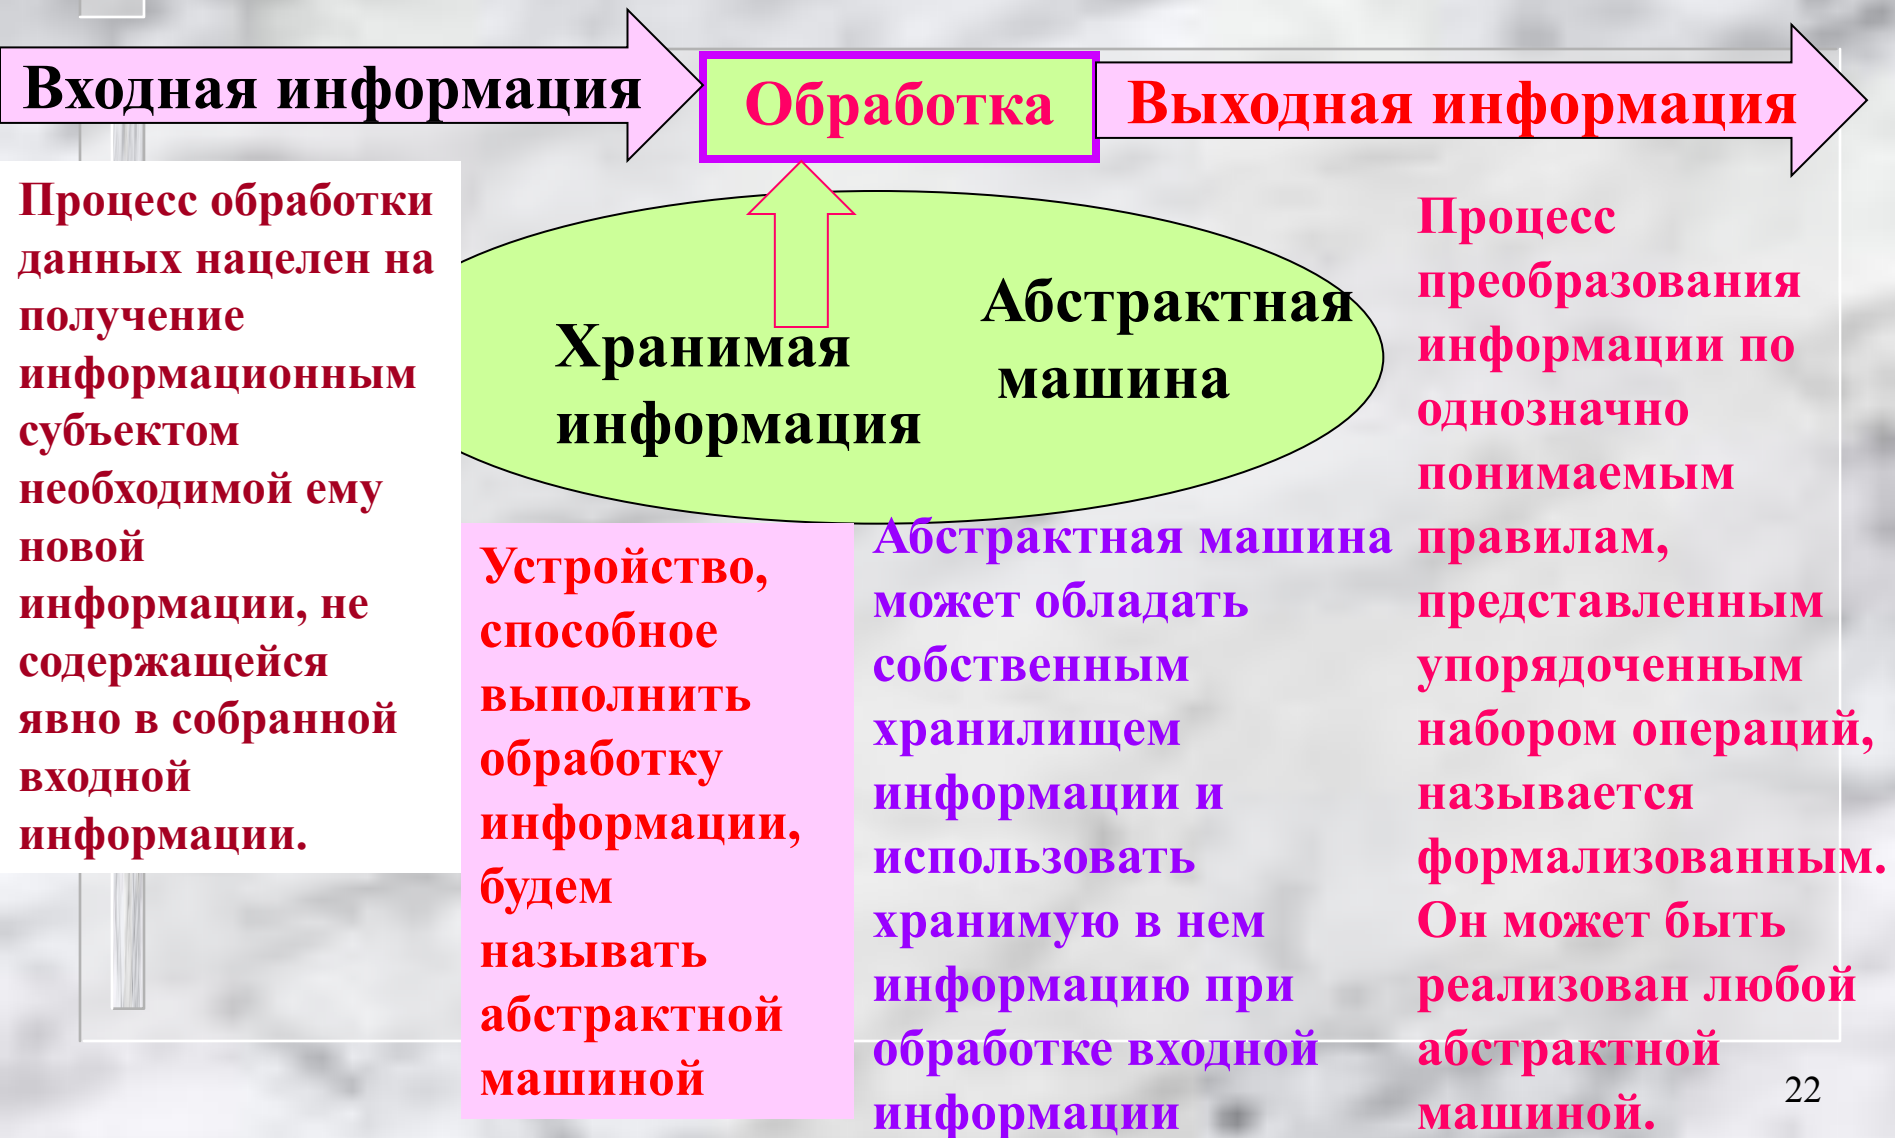 Входная информация
Обработка
Выходная информация
Процесс обработки
данных нацелен на
получение
информационным
субъектом
необходимой ему
новой
информации, не
содержащейся
явно в собранной
входной
информации.
Хранимая
информация
Абстрактная
машина
Устройство,
способное
выполнить
обработку
информации,
будем
называть
абстрактной
машиной
Абстрактная машина
может обладать
собственным
хранилищем
информации и
использовать
хранимую в нем
информацию при
обработке входной
информации
Процесс
преобразования
информации по
однозначно
понимаемым
правилам,
представленным
упорядоченным
набором операций,
называется
формализованным.
Он может быть
реализован любой
абстрактной
машиной.
22